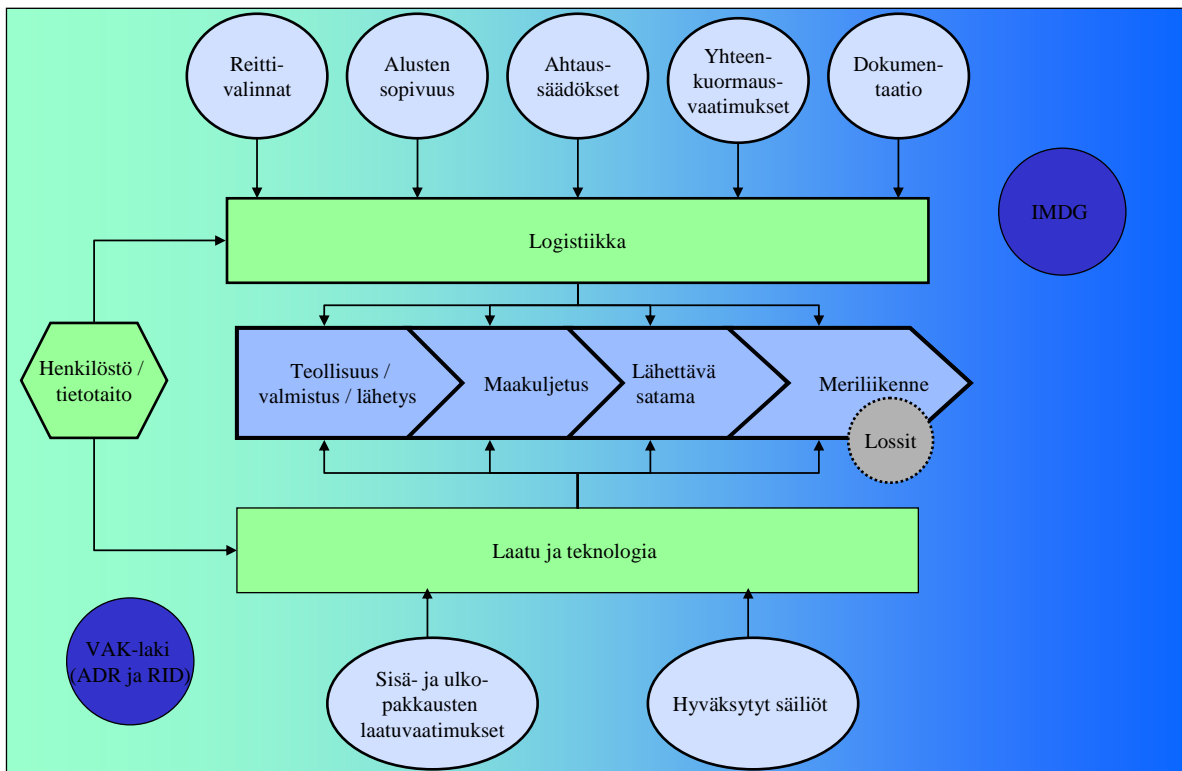 Reitti-
valinnat
Alusten
sopivuus
Ahtaus-
säädökset
Yhteen-
kuormaus-
vaatimukset
Dokumen-
taatio
IMDG
Logistiikka
Henkilöstö /
tietotaito
Teollisuus /
valmistus / lähetys
Maakuljetus
Lähettävä
satama
Meriliikenne
Lossit
Laatu ja teknologia
VAK-laki
(ADR ja RID)
Sisä- ja ulko-
pakkausten
laatuvaatimukset
Hyväksytyt säiliöt